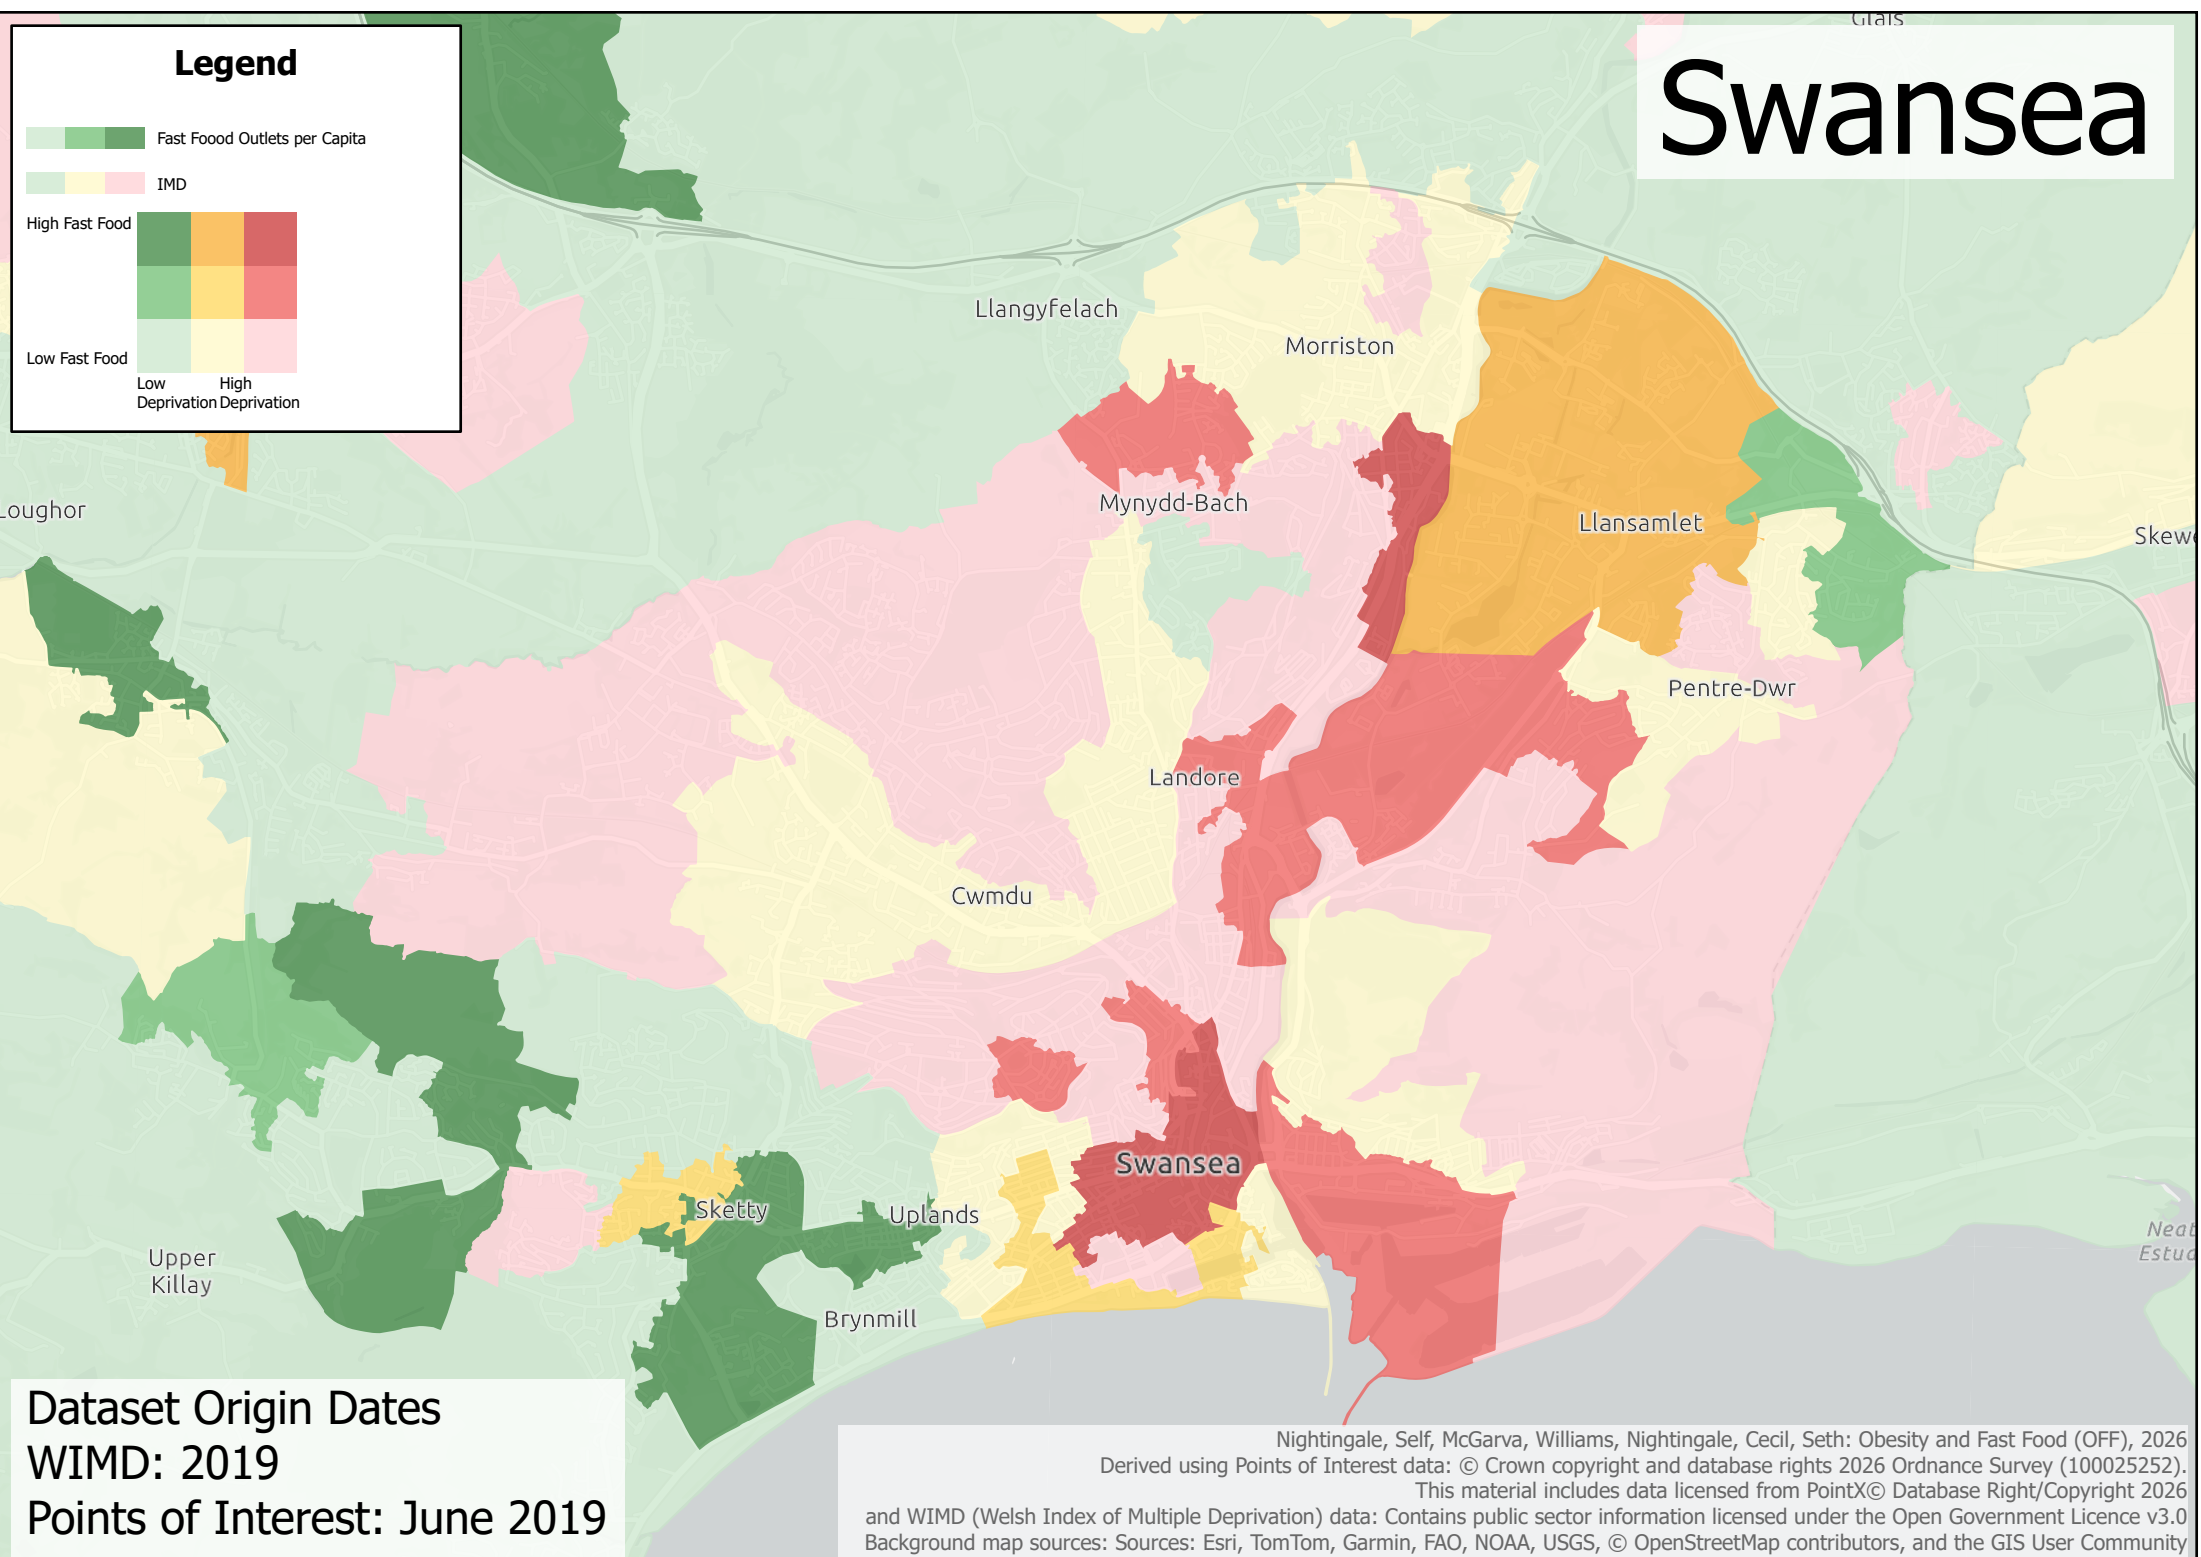 Glais
Legend
Swansea
Fast Foood Outlets per Capita
IMD
High Fast Food
Low Fast Food
Low
Deprivation
High
Deprivation
Llangyfelach
Morriston
Loughor
Mynydd-Bach
Llansamlet
Skewe
Pentre-Dwr
Landore
Cwmdu
Swansea
Sketty
Uplands
Upper
Killay
Neat
Estua
Brynmill
Dataset Origin Dates
WIMD: 2019
Points of Interest: June 2019
Nightingale, Self, McGarva, Williams, Nightingale, Cecil, Seth: Obesity and Fast Food (OFF), 2026
Derived using Points of Interest data: © Crown copyright and database rights 2026 Ordnance Survey (100025252).
This material includes data licensed from PointX© Database Right/Copyright 2026
and WIMD (Welsh Index of Multiple Deprivation) data: Contains public sector information licensed under the Open Government Licence v3.0
Background map sources: Sources: Esri, TomTom, Garmin, FAO, NOAA, USGS, © OpenStreetMap contributors, and the GIS User Community